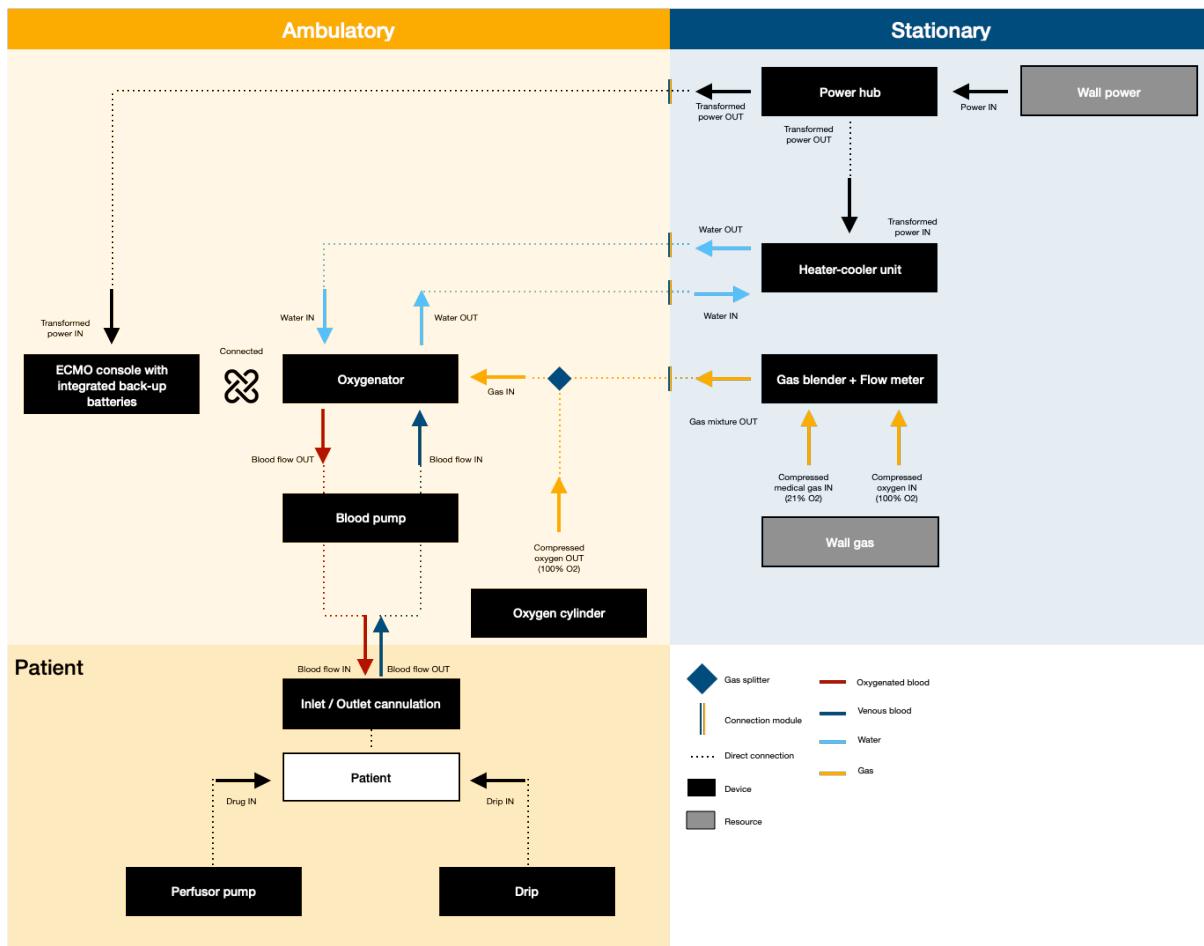 Ambulatory
Stationary
Power hub
Wall power
Transformed
power OUT
Power IN
Transformed
power OUT
Transformed
power IN
Water OUT
Heater-cooler unit
Water IN
Transformed
power IN
Water IN
Water OUT
Connected
ECMO console with
integrated back-up
batteries
Oxygenator
Gas IN
Gas blender + Flow meter
Gas mixture OUT
Blood flow OUT
Blood flow IN
Compressed
medical gas IN
(21% O2)
Compressed
oxygen IN
(100% O2)
Blood pump
Wall gas
Compressed
oxygen OUT
(100% O2)
Oxygen cylinder
Patient
Blood flow IN
Blood flow OUT
Inlet / Outlet cannulation
Patient
Drug IN
Drip IN
Perfusor pump
Drip
Gas splitter
Connection module
Direct connection
Device
Resource
Oxygenated blood
Venous blood
Water
Gas